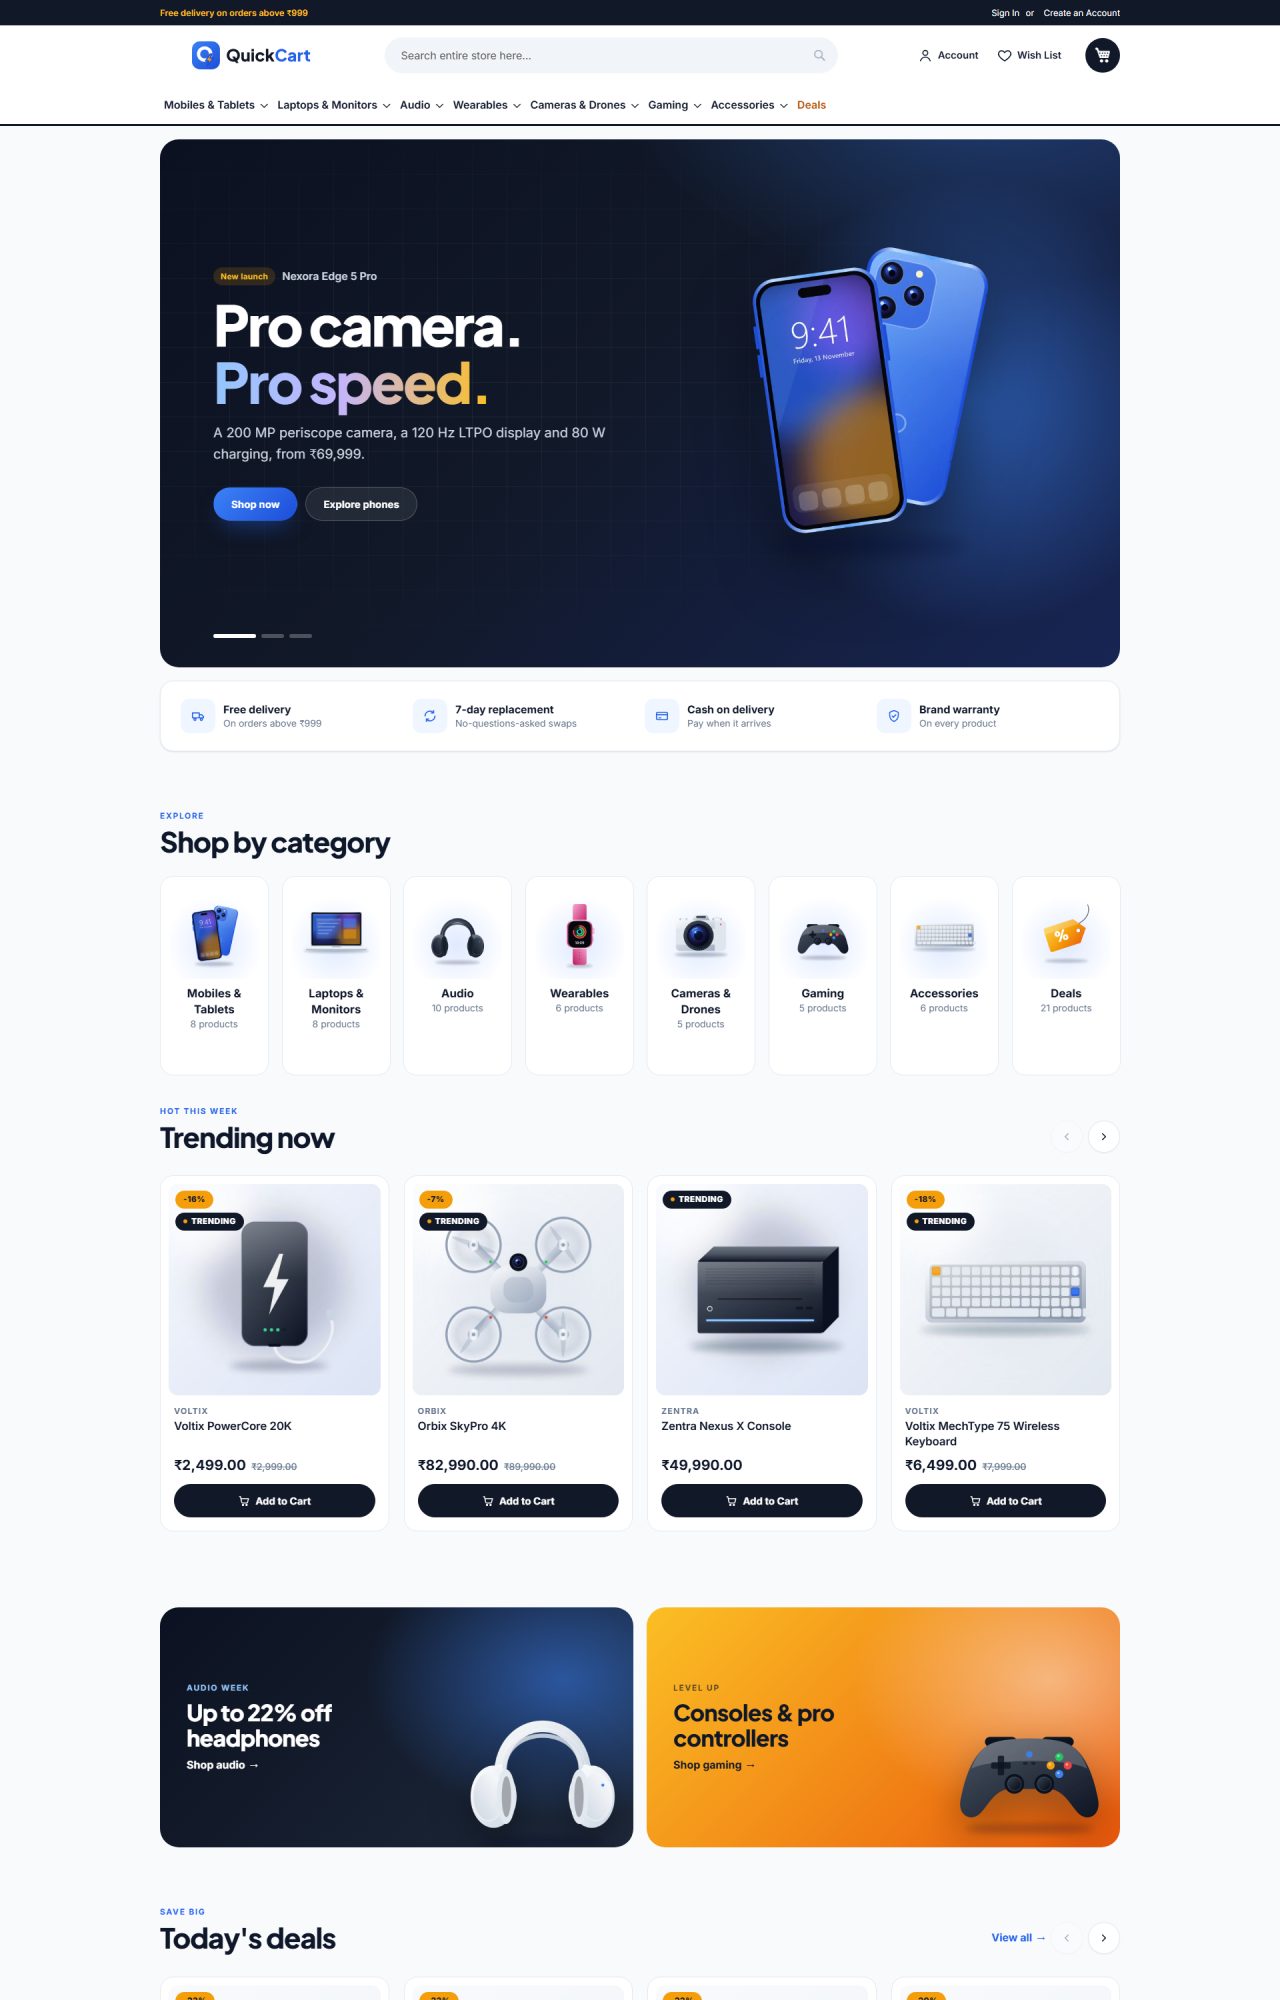 Free delivery on orders above ₹999
Sign In or Create an Account
QuickCart
Search entire store here...
Account
Wish List
Mobiles & Tablets
Laptops & Monitors
Audio
Wearables
Cameras & Drones
Gaming
Accessories
Deals
New launch
Nexora Edge 5 Pro
Pro camera.
Pro speed.
A 200 MP periscope camera, a 120 Hz LTPO display and 80 W
charging, from ₹69,999.
Shop now
Explore phones
9:41
Friday, 13 November
Free delivery
On orders above ₹999
7-day replacement
No-questions-asked swaps
Cash on delivery
Pay when it arrives
Brand warranty
On every product
EXPLORE
Shop by category
9:41
Mobiles &
Tablets
8 products
Laptops &
Monitors
8 products
Audio
10 products
Wearables
6 products
Cameras &
Drones
5 products
Gaming
5 products
Accessories
6 products
%
Deals
21 products
HOT THIS WEEK
Trending now
-16%
TRENDING
VOLTIX
Voltix PowerCore 20K
₹2,499.00 ₹2,999.00
Add to Cart
-7%
TRENDING
ORBIX
Orbix SkyPro 4K
₹82,990.00 ₹89,990.00
Add to Cart
TRENDING
ZENTRA
Zentra Nexus X Console
₹49,990.00
Add to Cart
-18%
TRENDING
VOLTIX
Voltix MechType 75 Wireless
Keyboard
₹6,499.00 ₹7,999.00
Add to Cart
AUDIO WEEK
Up to 22% off
headphones
Shop audio →
LEVEL UP
Consoles & pro
controllers
Shop gaming →
SAVE BIG
Today's deals
View all →